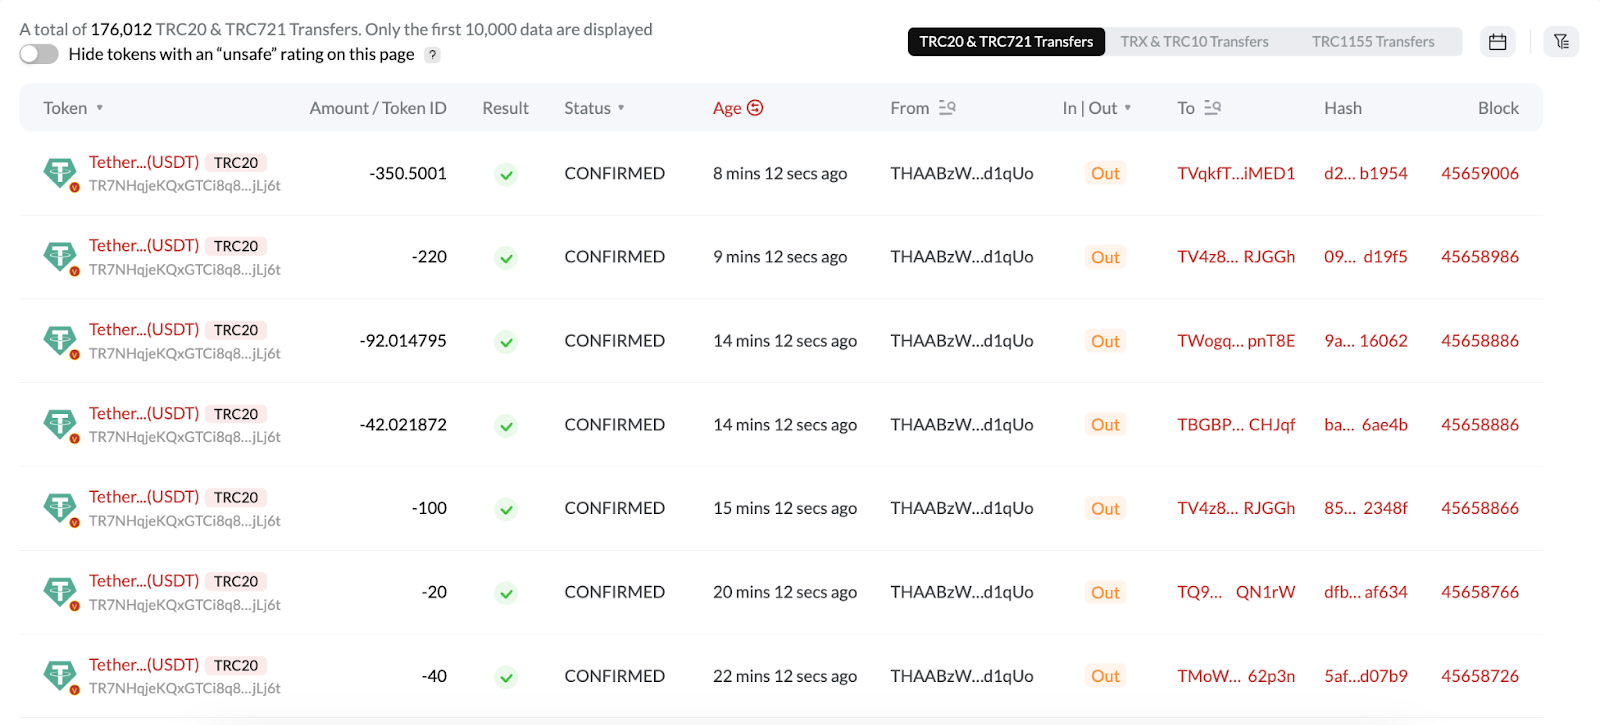 A total of 176,012 TRC20 & TRC721 Transfers. Only the first 10,000 data are displayed
Hide tokens with an “unsafe” rating on this page ?
TRC20 & TRC721 Transfers TRX & TRC10 Transfers TRC1155 Transfers
Token Amount / Token ID Result Status Age From In | Out To Hash Block
Tether...(USDT) TRC20
TR7NHqjeKQxGTCi8q8...jLj6t
-350.5001 CONFIRMED 8 mins 12 secs ago THAABzW...d1qUo Out TVqkfT...iMED1 d2... b1954 45659006
Tether...(USDT) TRC20
TR7NHqjeKQxGTCi8q8...jLj6t
-220 CONFIRMED 9 mins 12 secs ago THAABzW...d1qUo Out TV4z8... RJGGh 09... d19f5 45658986
Tether...(USDT) TRC20
TR7NHqjeKQxGTCi8q8...jLj6t
-92.014795 CONFIRMED 14 mins 12 secs ago THAABzW...d1qUo Out TWogq... pnT8E 9a... 16062 45658886
Tether...(USDT) TRC20
TR7NHqjeKQxGTCi8q8...jLj6t
-42.021872 CONFIRMED 14 mins 12 secs ago THAABzW...d1qUo Out TBGBP... CHJqf ba... 6ae4b 45658886
Tether...(USDT) TRC20
TR7NHqjeKQxGTCi8q8...jLj6t
-100 CONFIRMED 15 mins 12 secs ago THAABzW...d1qUo Out TV4z8... RJGGh 85... 2348f 45658866
Tether...(USDT) TRC20
TR7NHqjeKQxGTCi8q8...jLj6t
-20 CONFIRMED 20 mins 12 secs ago THAABzW...d1qUo Out TQ9... QN1rW dfb... af634 45658766
Tether...(USDT) TRC20
TR7NHqjeKQxGTCi8q8...jLj6t
-40 CONFIRMED 22 mins 12 secs ago THAABzW...d1qUo Out TMoW... 62p3n 5af...d07b9 45658726